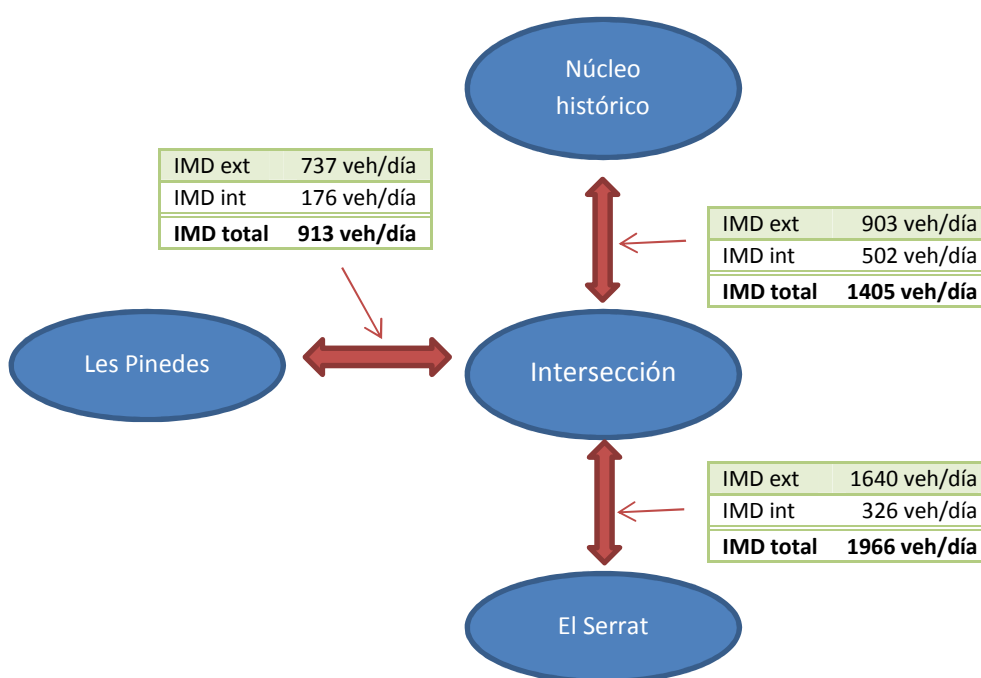 Núcleo
histórico
IMD ext 737 veh/día
IMD int 176 veh/día
IMD total 913 veh/día
IMD ext 903 veh/día
IMD int 502 veh/día
IMD total 1405 veh/día
Les Pinedes
Intersección
IMD ext 1640 veh/día
IMD int 326 veh/día
IMD total 1966 veh/día
El Serrat